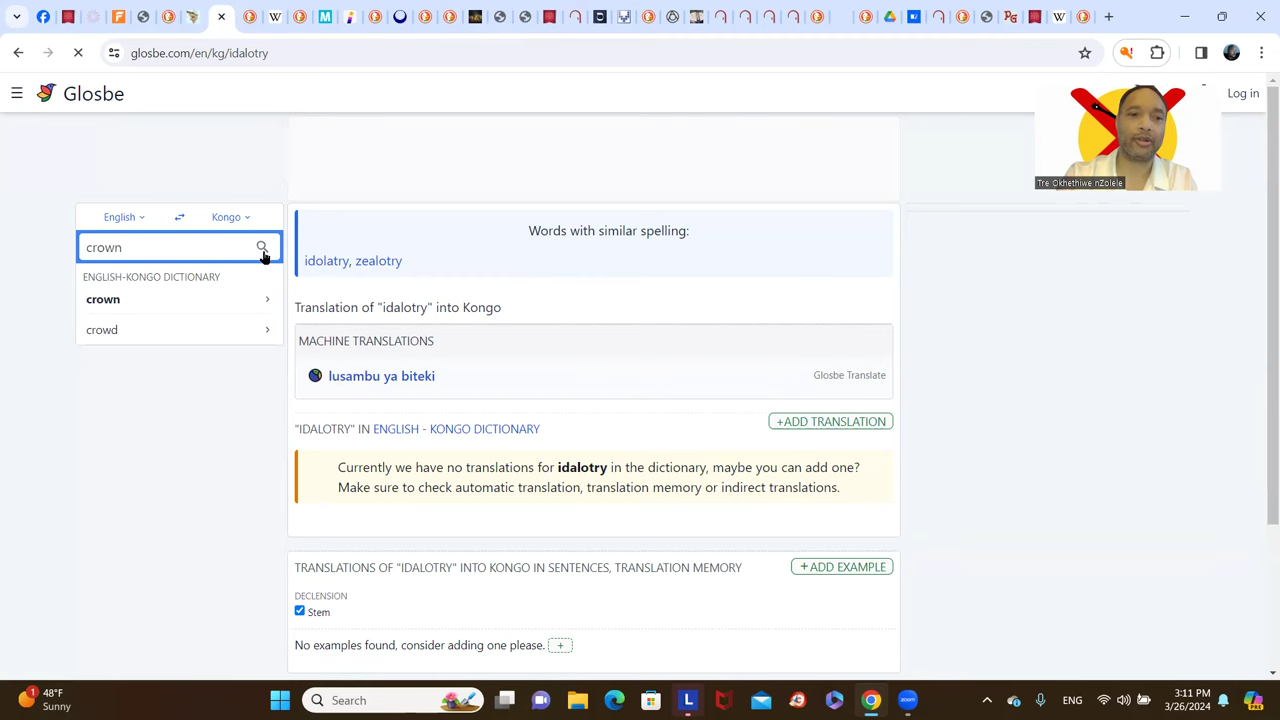 glosbe.com/en/kg/idalotry
Glosbe
Log in
Tre Okhethiwe nZolele
English
Kongo
crown
ENGLISH-KONGO DICTIONARY
crown
crowd
Words with similar spelling:
idolatry, zealotry
Translation of "idalotry" into Kongo
MACHINE TRANSLATIONS
lusambu ya biteki
Glosbe Translate
"IDALOTRY" IN ENGLISH - KONGO DICTIONARY
+ADD TRANSLATION
Currently we have no translations for idalotry in the dictionary, maybe you can add one?
Make sure to check automatic translation, translation memory or indirect translations.
TRANSLATIONS OF "IDALOTRY" INTO KONGO IN SENTENCES, TRANSLATION MEMORY
+ADD EXAMPLE
DECLENSION
Stem
No examples found, consider adding one please. +
1
48°F
Sunny
Search
ENG
3:11 PM
3/26/2024